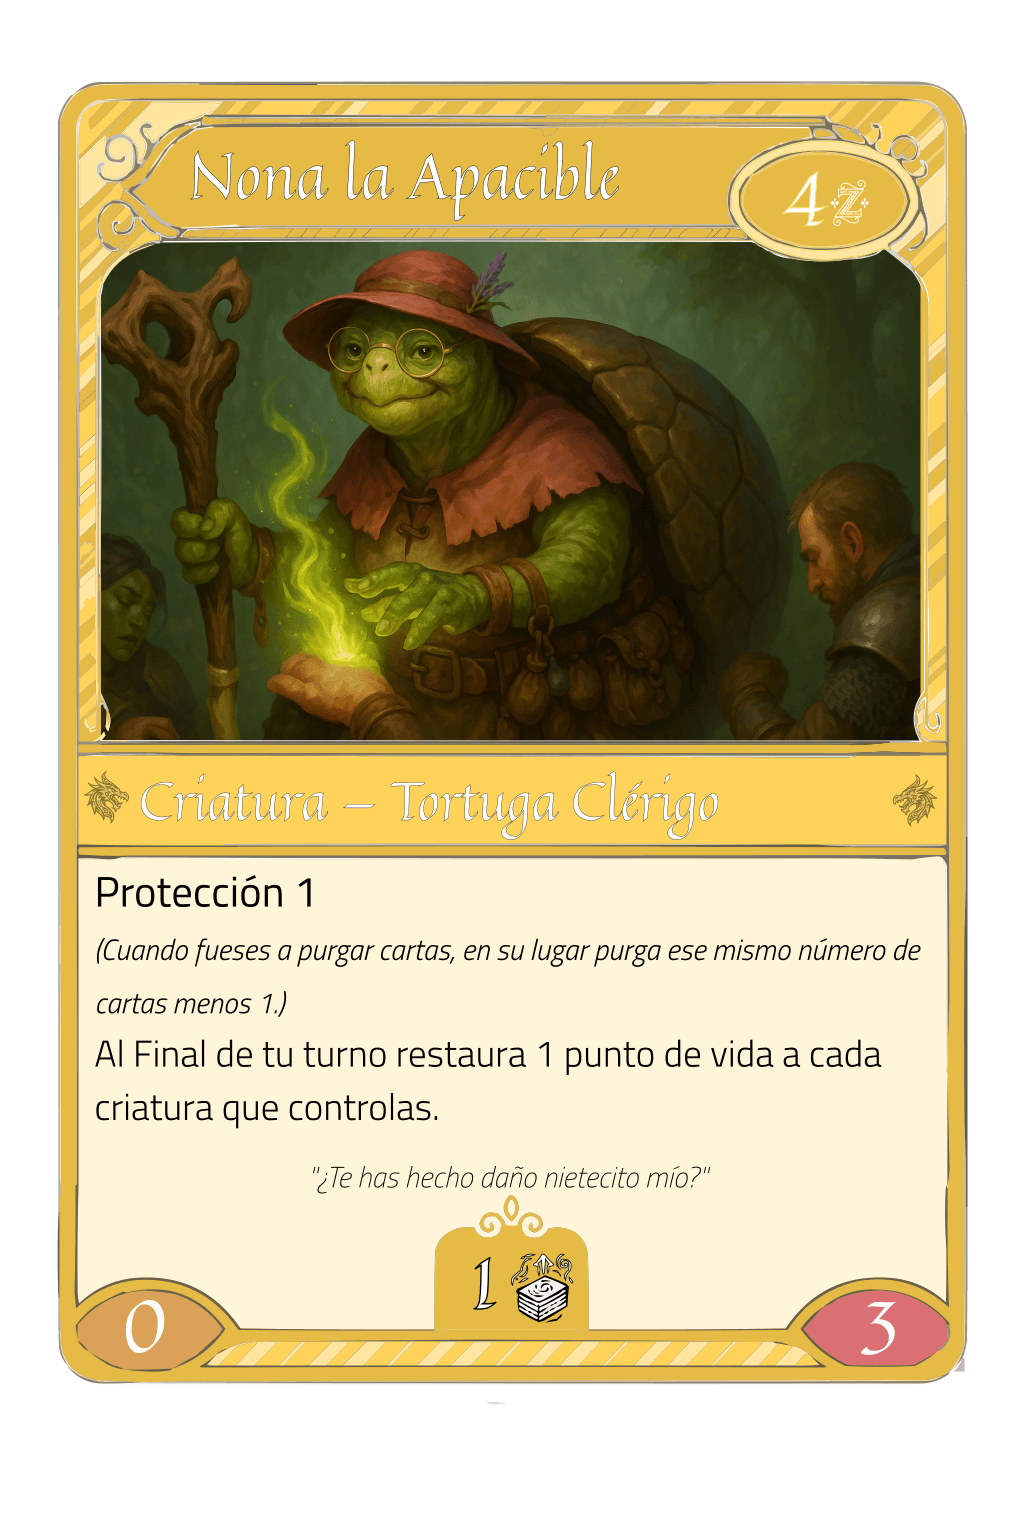 Nona la Apacible
4 Z
Criatura – Tortuga Clérigo
Protección 1
(Cuando fueses a purgar cartas, en su lugar purga ese mismo número de
cartas menos 1.)
Al Final de tu turno restaura 1 punto de vida a cada
criatura que controlas.
"¿Te has hecho daño nietecito mío?"
1
0
3